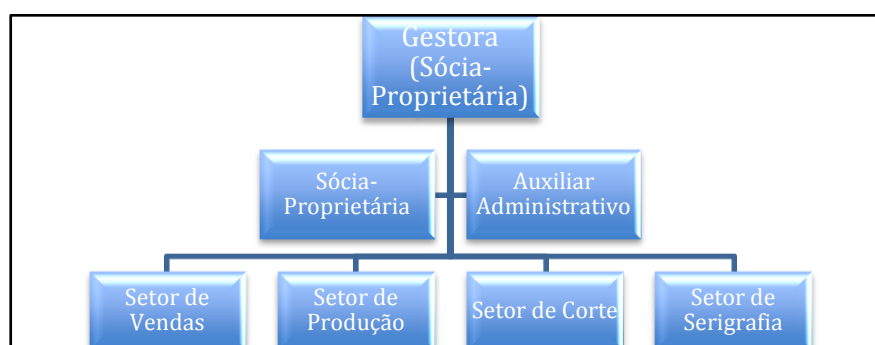 Gestora
(Sócia-
Proprietária)
Sócia-
Proprietária
Auxiliar
Administrativo
Setor de
Vendas
Setor de
Produção
Setor de Corte
Setor de
Serigrafia